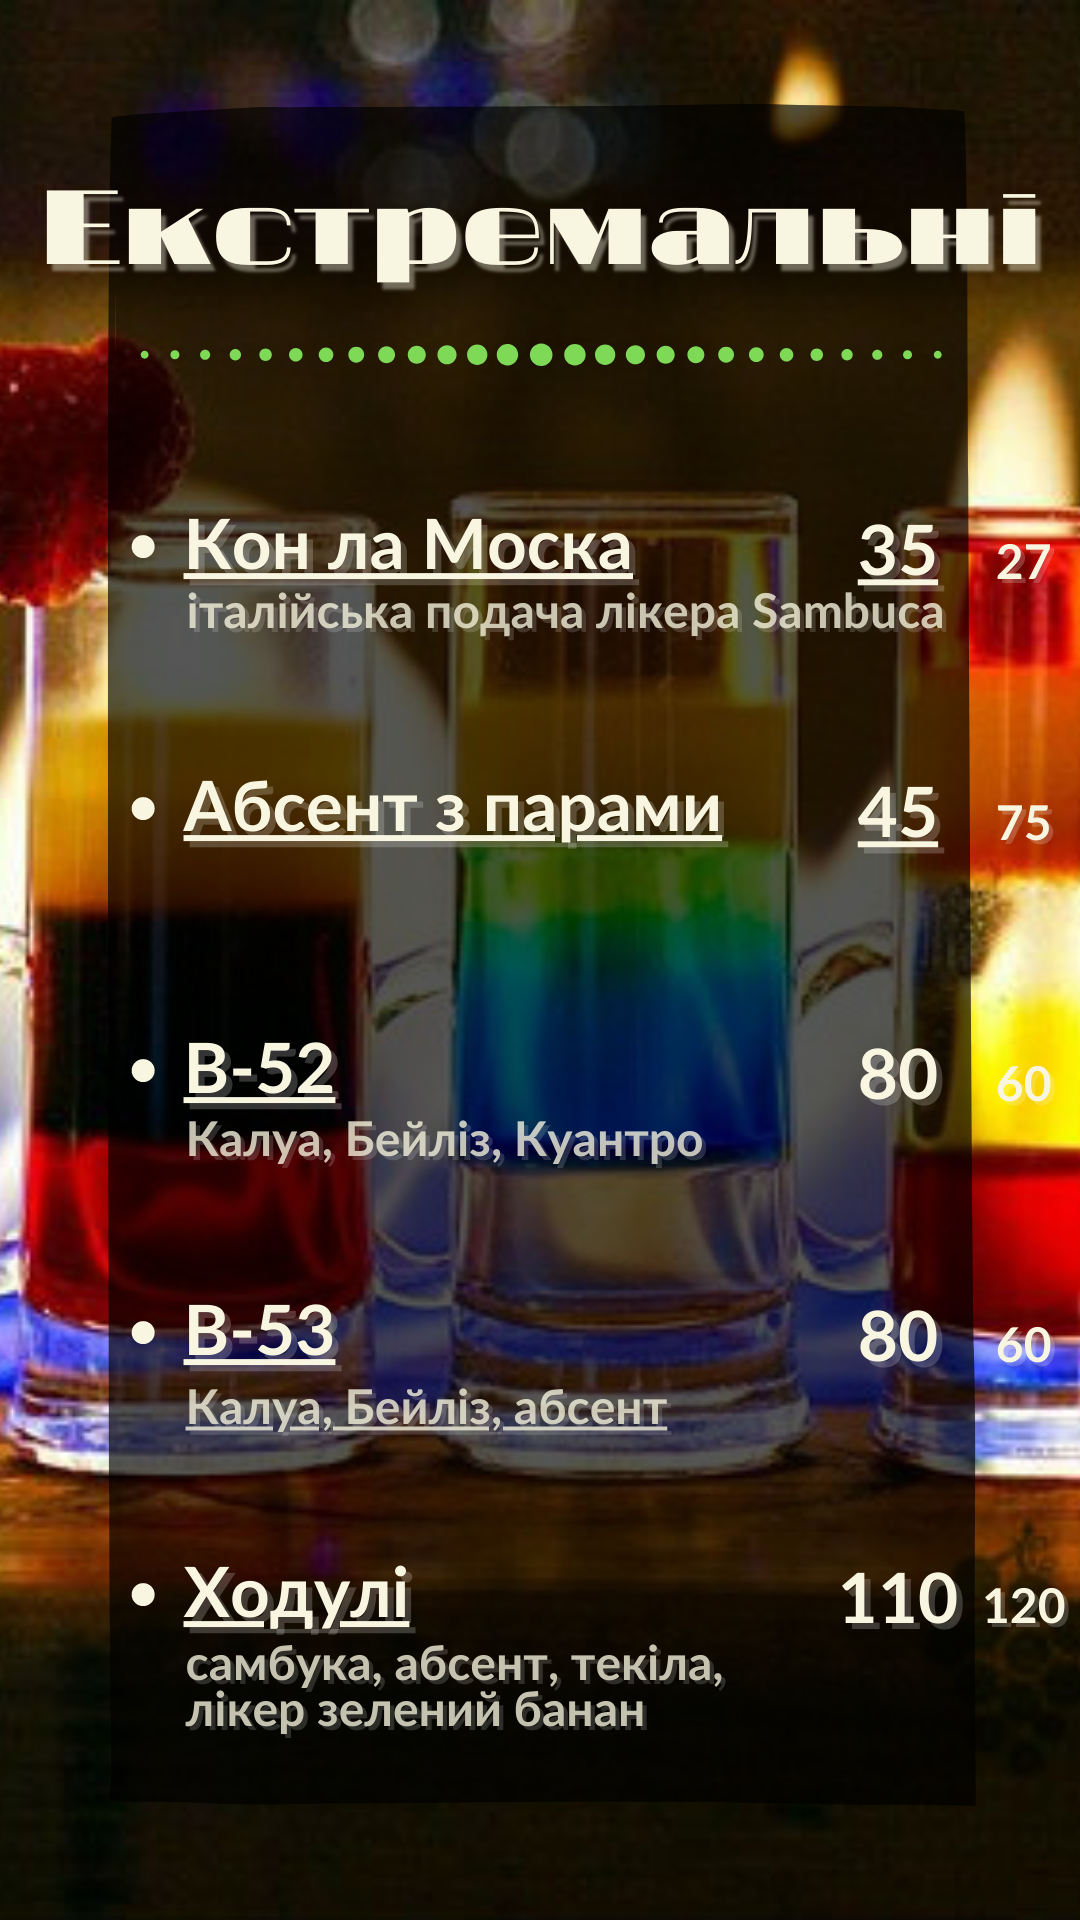 Екстремальні
• Кон ла Моска 35 27
італійська подача лікера Sambuca
• Абсент з парами 45 75
• В-52 80 60
Калуа, Бейліз, Куантро
• В-53 80 60
Калуа, Бейліз, абсент
• Ходулі 110 120
самбука, абсент, текіла,
лікер зелений банан